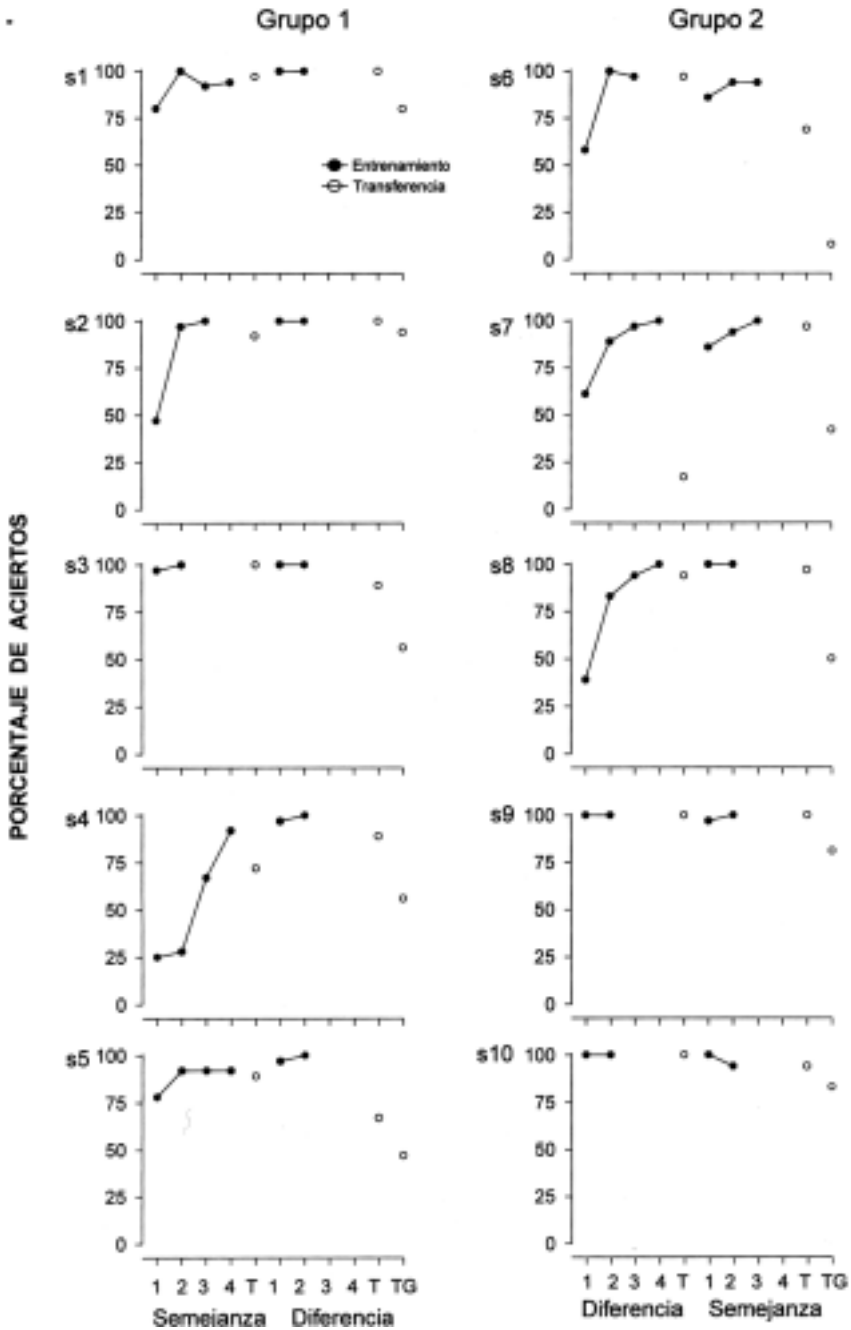 Grupo 1
Grupo 2
PORCENTAJE DE ACIERTOS
s1 100
75
50
25
0
Entrenamiento
Transferencia
s6 100
75
50
25
0
s2 100
75
50
25
0
s7 100
75
50
25
0
s3 100
75
50
25
0
s8 100
75
50
25
0
s4 100
75
50
25
0
s9 100
75
50
25
0
s5 100
75
50
25
0
1 2 3 4 T 1 2 3 4 T TG
Semejanza Diferencia
s10 100
75
50
25
0
1 2 3 4 T 1 2 3 4 T TG
Diferencia Semejanza